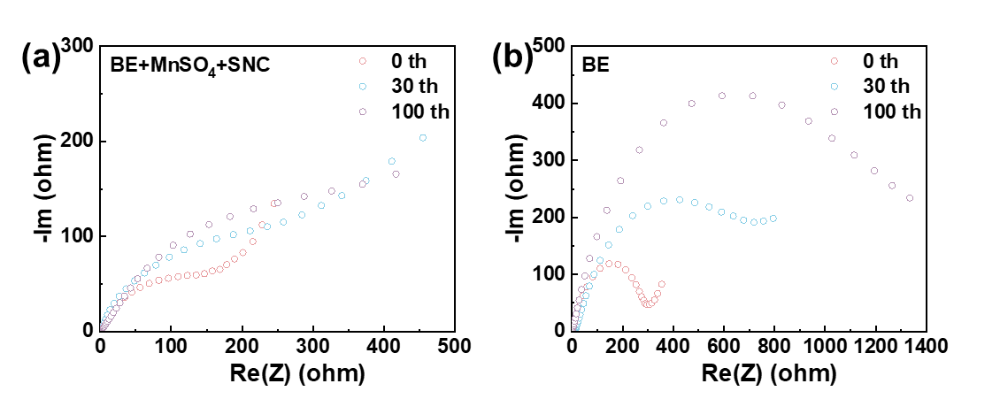 (a)
BE+MnSO4+SNC
0 th
30 th
100 th
300
200
100
0
-Im (ohm)
0 100 200 300 400 500
Re(Z) (ohm)
(b)
BE
0 th
30 th
100 th
500
400
300
200
100
0
-Im (ohm)
0 200 400 600 800 1000 1200 1400
Re(Z) (ohm)